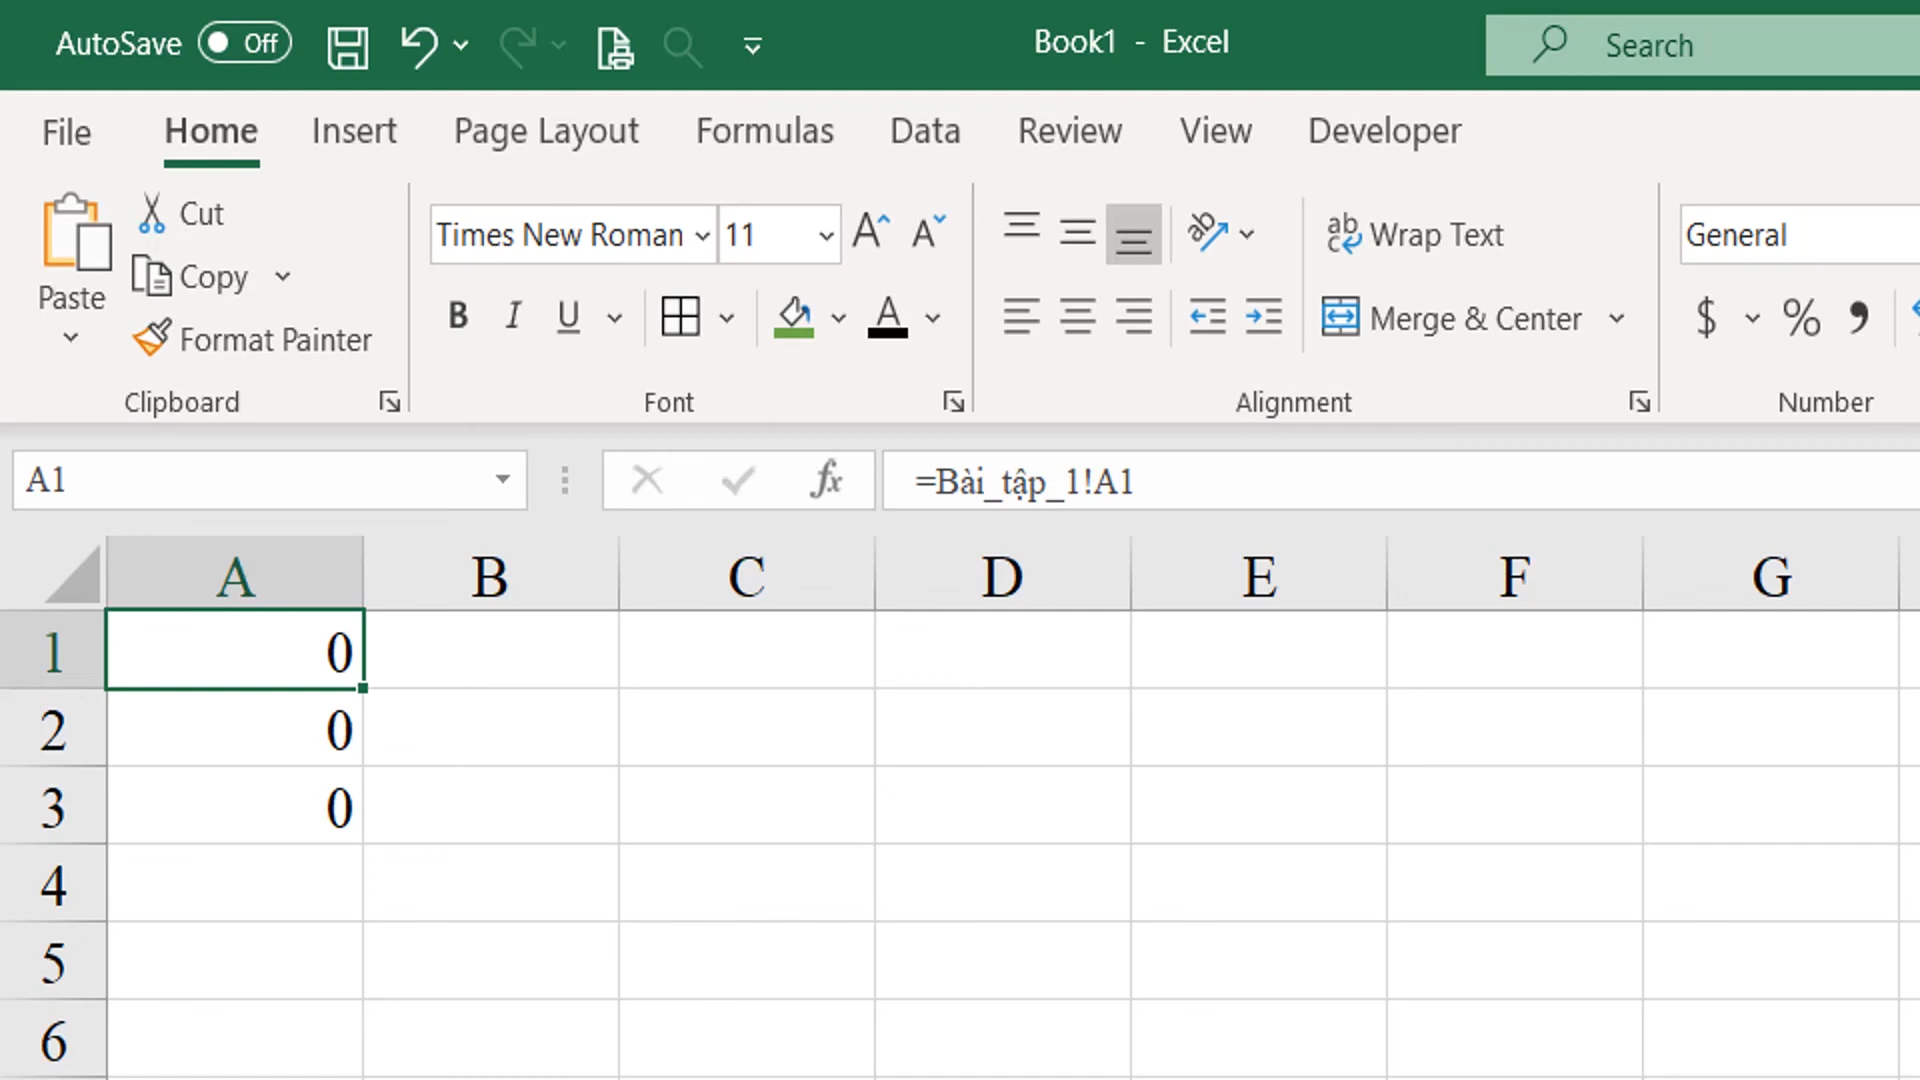 AutoSave Off Book1 - Excel Search
File Home Insert Page Layout Formulas Data Review View Developer
Paste
Cut
Copy
Format Painter
Clipboard
Times New Roman 11 A A
B I U A
Font
ab Wrap Text
Merge & Center
Alignment
General
$ % ,
Number
A1 fx =Bài_tập_1!A1
A B C D E F G
1 0
2 0
3 0
4
5
6